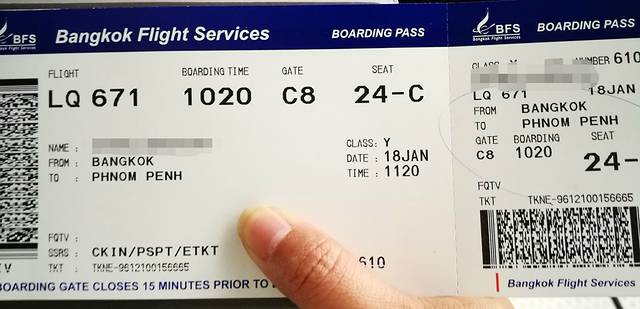 BFS
Bangkok Flight Services
Bangkok Flight Services
BOARDING PASS
FLIGHT BOARDING TIME GATE SEAT
LQ 671 1020 C8 24-C
NAME :
FROM : BANGKOK
TO : PHNOM PENH
CLASS: Y
DATE : 18JAN
TIME : 1120
FQTV :
SSRS : CKIN/PSPT/ETKT
TKT : TKNE-9612100156665
610
BOARDING GATE CLOSES 15 MINUTES PRIOR TO
BFS
Bangkok Flight Services
BOARDING PASS
610
LQ 671 18JAN
FROM BANGKOK
TO PHNOM PENH
GATE BOARDING SEAT
C8 1020 24-
FQTV
TKT TKNE-9612100156665
Bangkok Flight Services